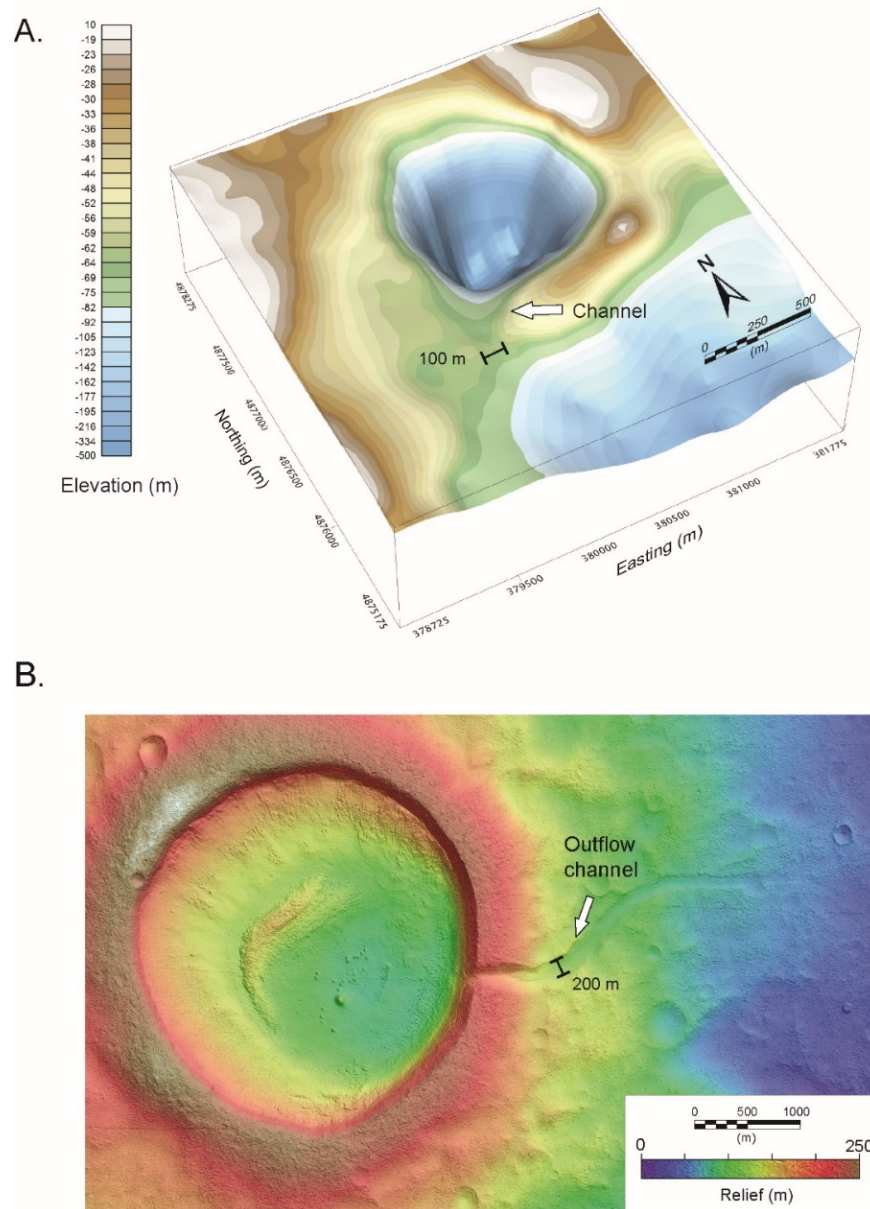 A.
10
-19
-23
-26
-28
-30
-33
-36
-38
-41
-44
-48
-52
-56
-59
-62
-64
-69
-75
-82
-92
-105
-123
-142
-162
-177
-195
-216
-334
-500
Elevation (m)
N
Channel
100 m
0 250 500
(m)
4878275
4877500
4877000
4876500
4876000
4875175
Northing (m)
378725
379500
380000
380500
381000
381775
Easting (m)
B.
Outflow
channel
200 m
0 500 1000
(m)
0 250
Relief (m)